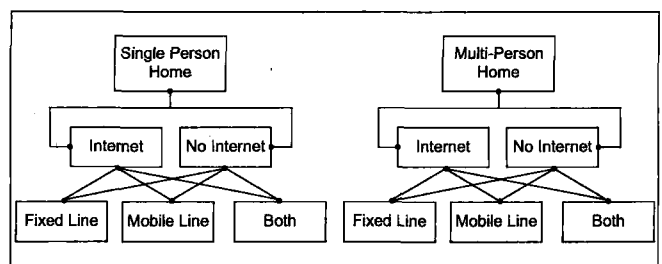 Single Person
Home
Multi-Person
Home
Internet
No Internet
Internet
No Internet
Fixed Line
Mobile Line
Both
Fixed Line
Mobile Line
Both